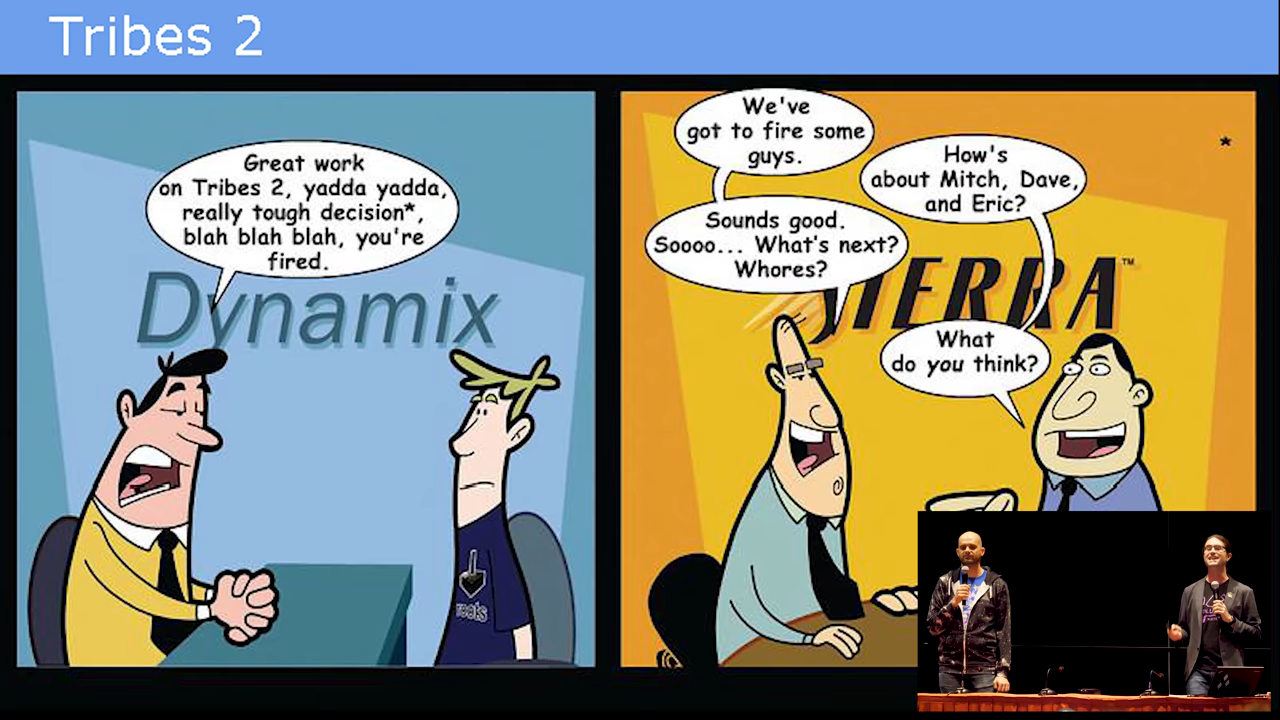 Tribes 2
Great work
on Tribes 2, yadda yadda,
really tough decision*,
blah blah blah, you're
fired.
Dynamix
We've
got to fire some
guys.
*
How's
about Mitch, Dave,
and Eric?
Sounds good.
Soooo... What's next?
Whores?
SIERRA™
What
do you think?